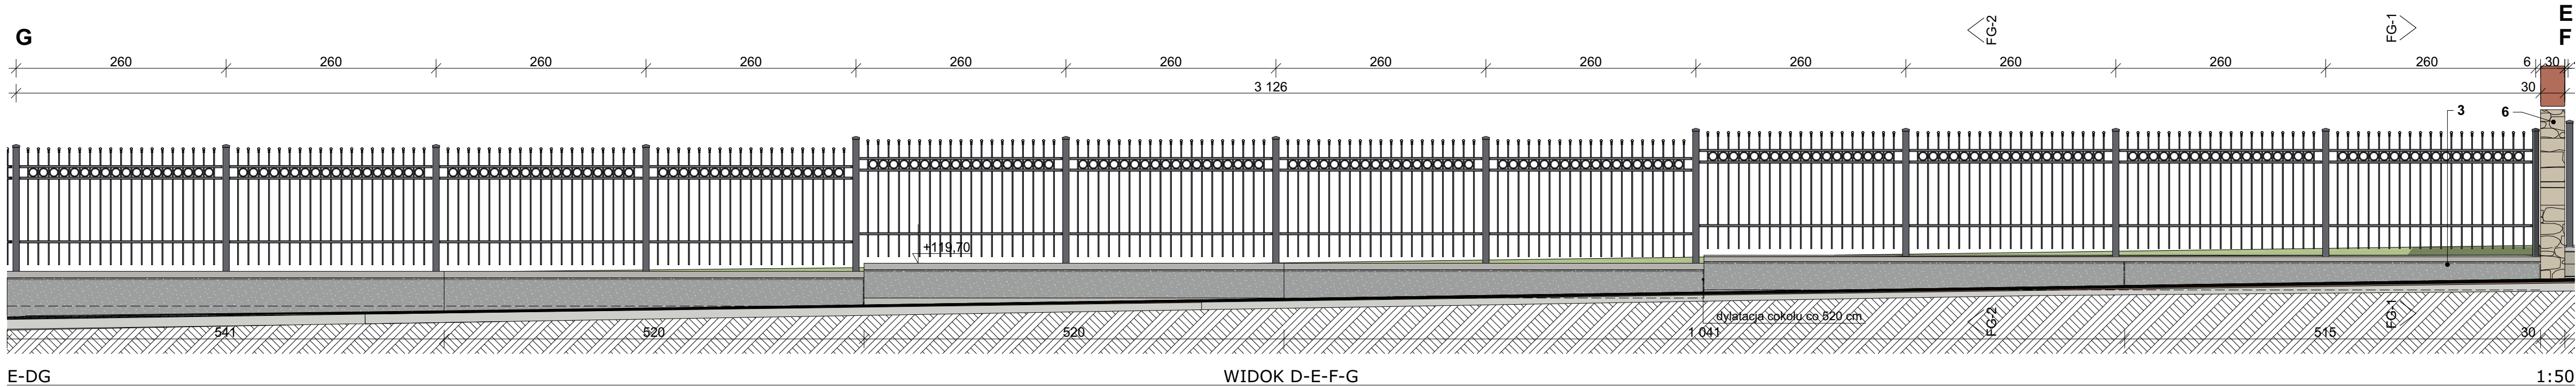 G
FG-2
FG-1
E
F
260 260 260 260 260 260 260 260 260 260 260 260 6 30
3 126
30
3
6
+119,70
dylatacja cokołu co 520 cm
FG-2
FG-1
541 520 520 1 041 515 30
E-DG
WIDOK D-E-F-G
1:50